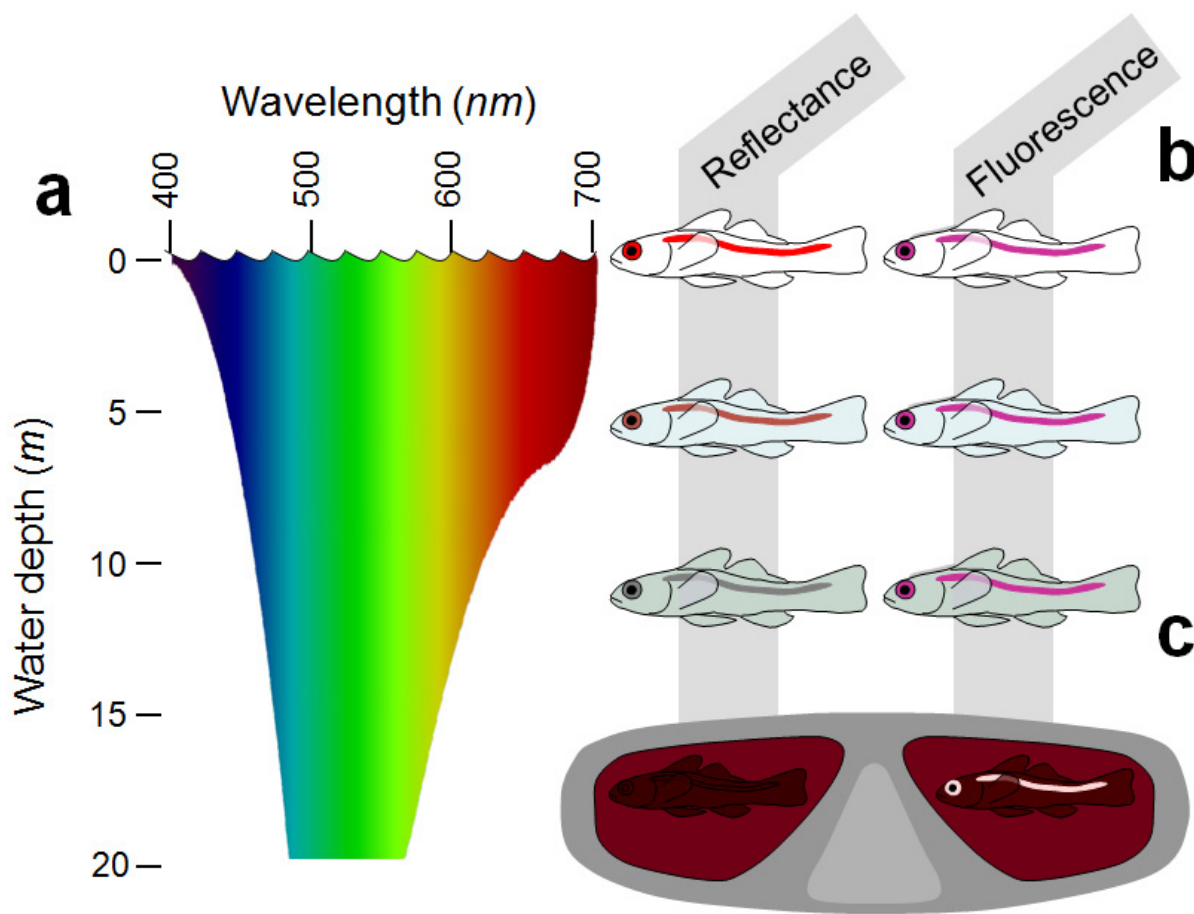 Wavelength (nm)
a
400
500
600
700
0
5
10
15
20
Water depth (m)
Reflectance
Fluorescence
b
c